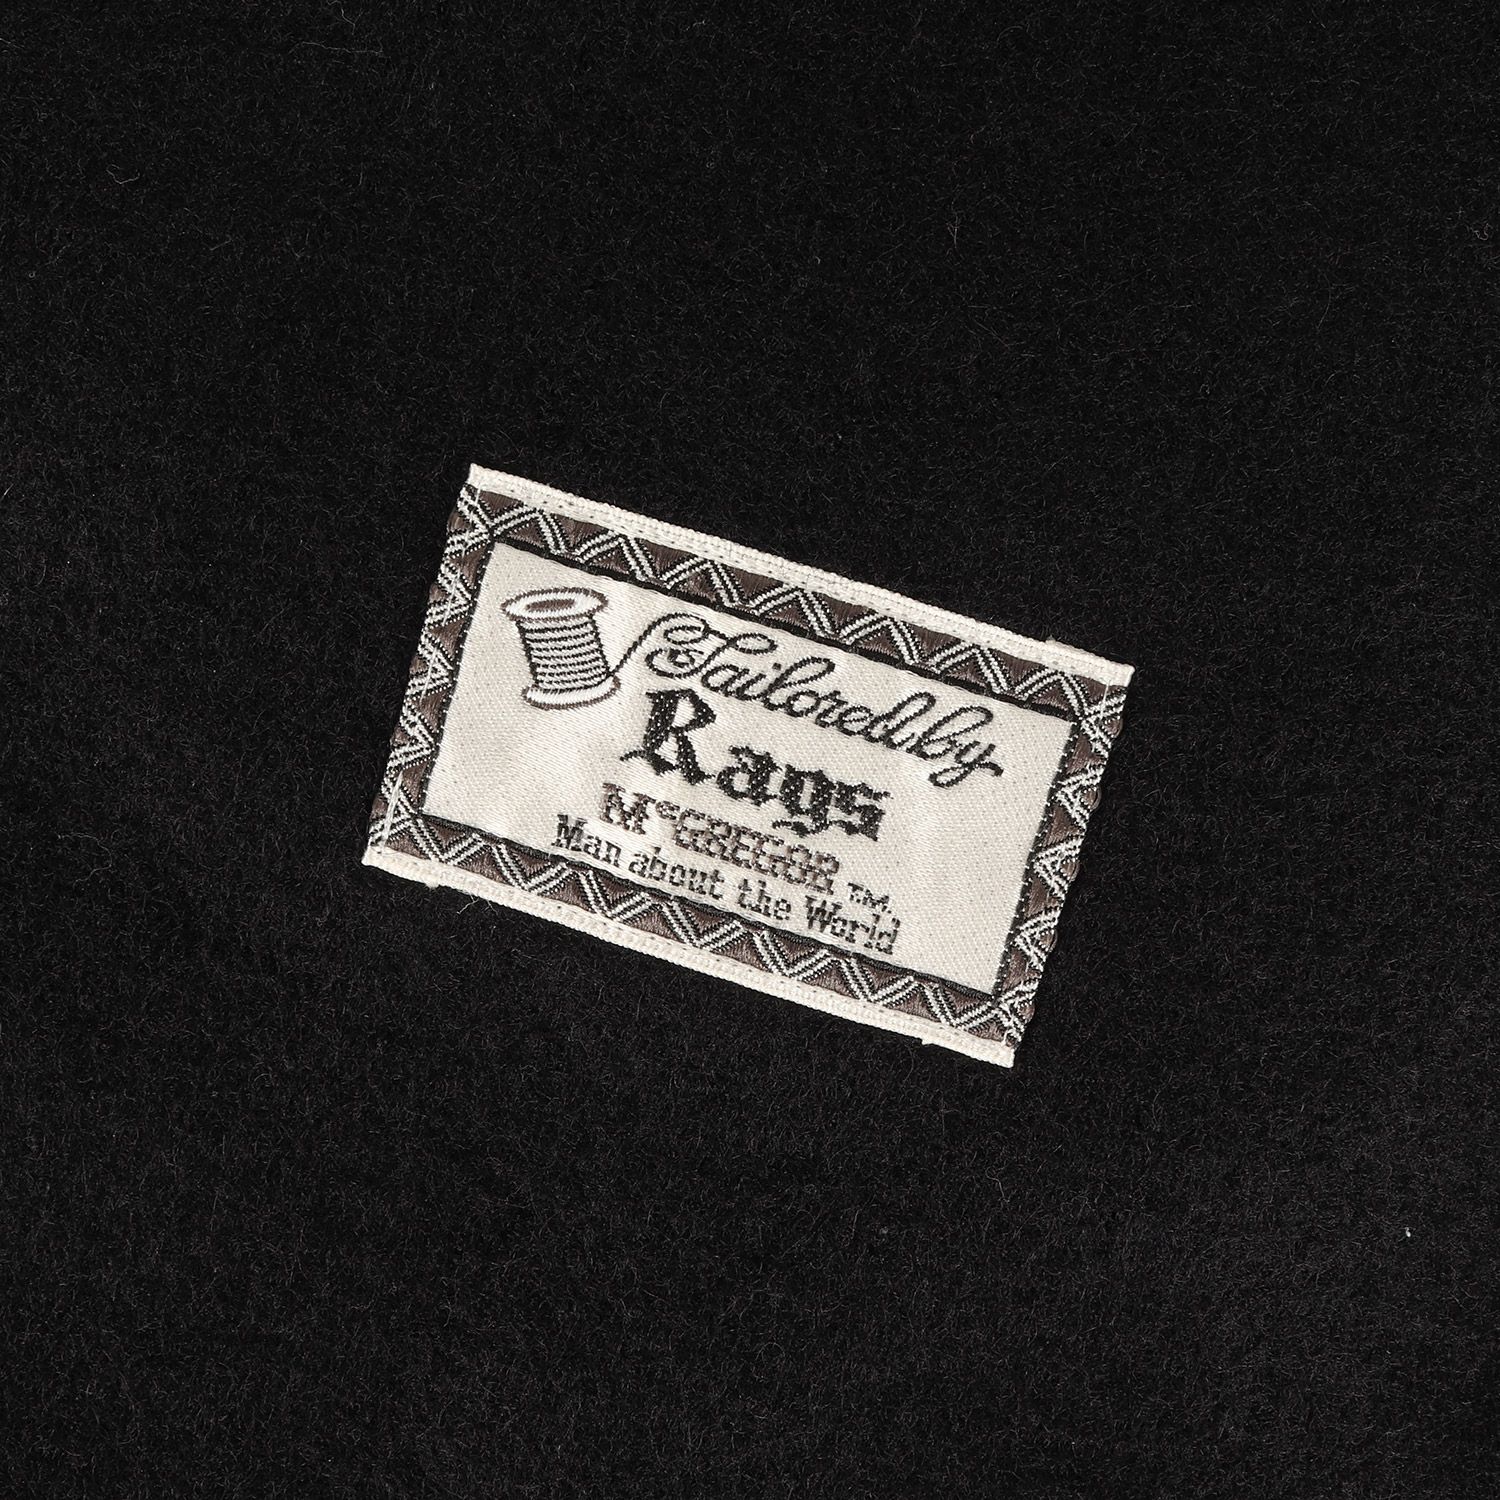 Tailored by
Rags
McGREGOR TM.
Man about the World